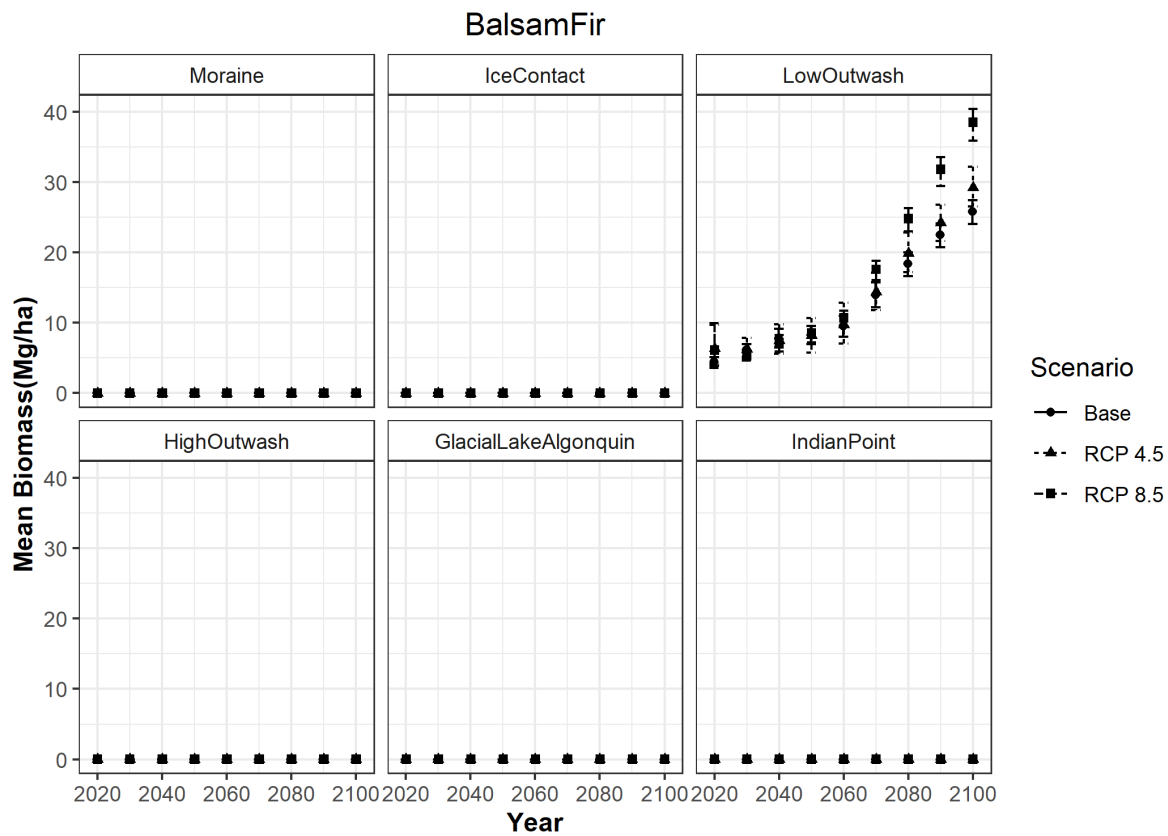 BalsamFir
Moraine
IceContact
LowOutwash
40
30
20
10
0
HighOutwash
GlacialLakeAlgonquin
IndianPoint
40
30
20
10
0
2020 2040 2060 2080 2100
2020 2040 2060 2080 2100
2020 2040 2060 2080 2100
Year
Mean Biomass(Mg/ha)
Scenario
Base
RCP 4.5
RCP 8.5